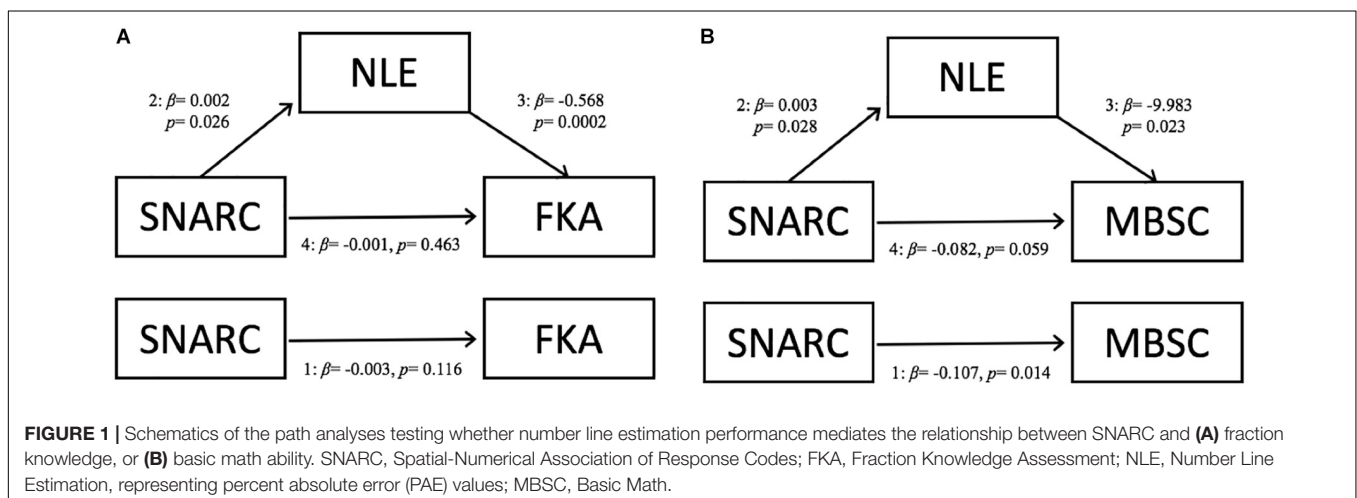 A
NLE
2: β= 0.002
p= 0.026
3: β= -0.568
p= 0.0002
SNARC
FKA
4: β= -0.001, p= 0.463
SNARC
FKA
1: β= -0.003, p= 0.116
B
NLE
2: β= 0.003
p= 0.028
3: β= -9.983
p= 0.023
SNARC
MBSC
4: β= -0.082, p= 0.059
SNARC
MBSC
1: β= -0.107, p= 0.014
FIGURE 1 | Schematics of the path analyses testing whether number line estimation performance mediates the relationship between SNARC and (A) fraction
knowledge, or (B) basic math ability. SNARC, Spatial-Numerical Association of Response Codes; FKA, Fraction Knowledge Assessment; NLE, Number Line
Estimation, representing percent absolute error (PAE) values; MBSC, Basic Math.